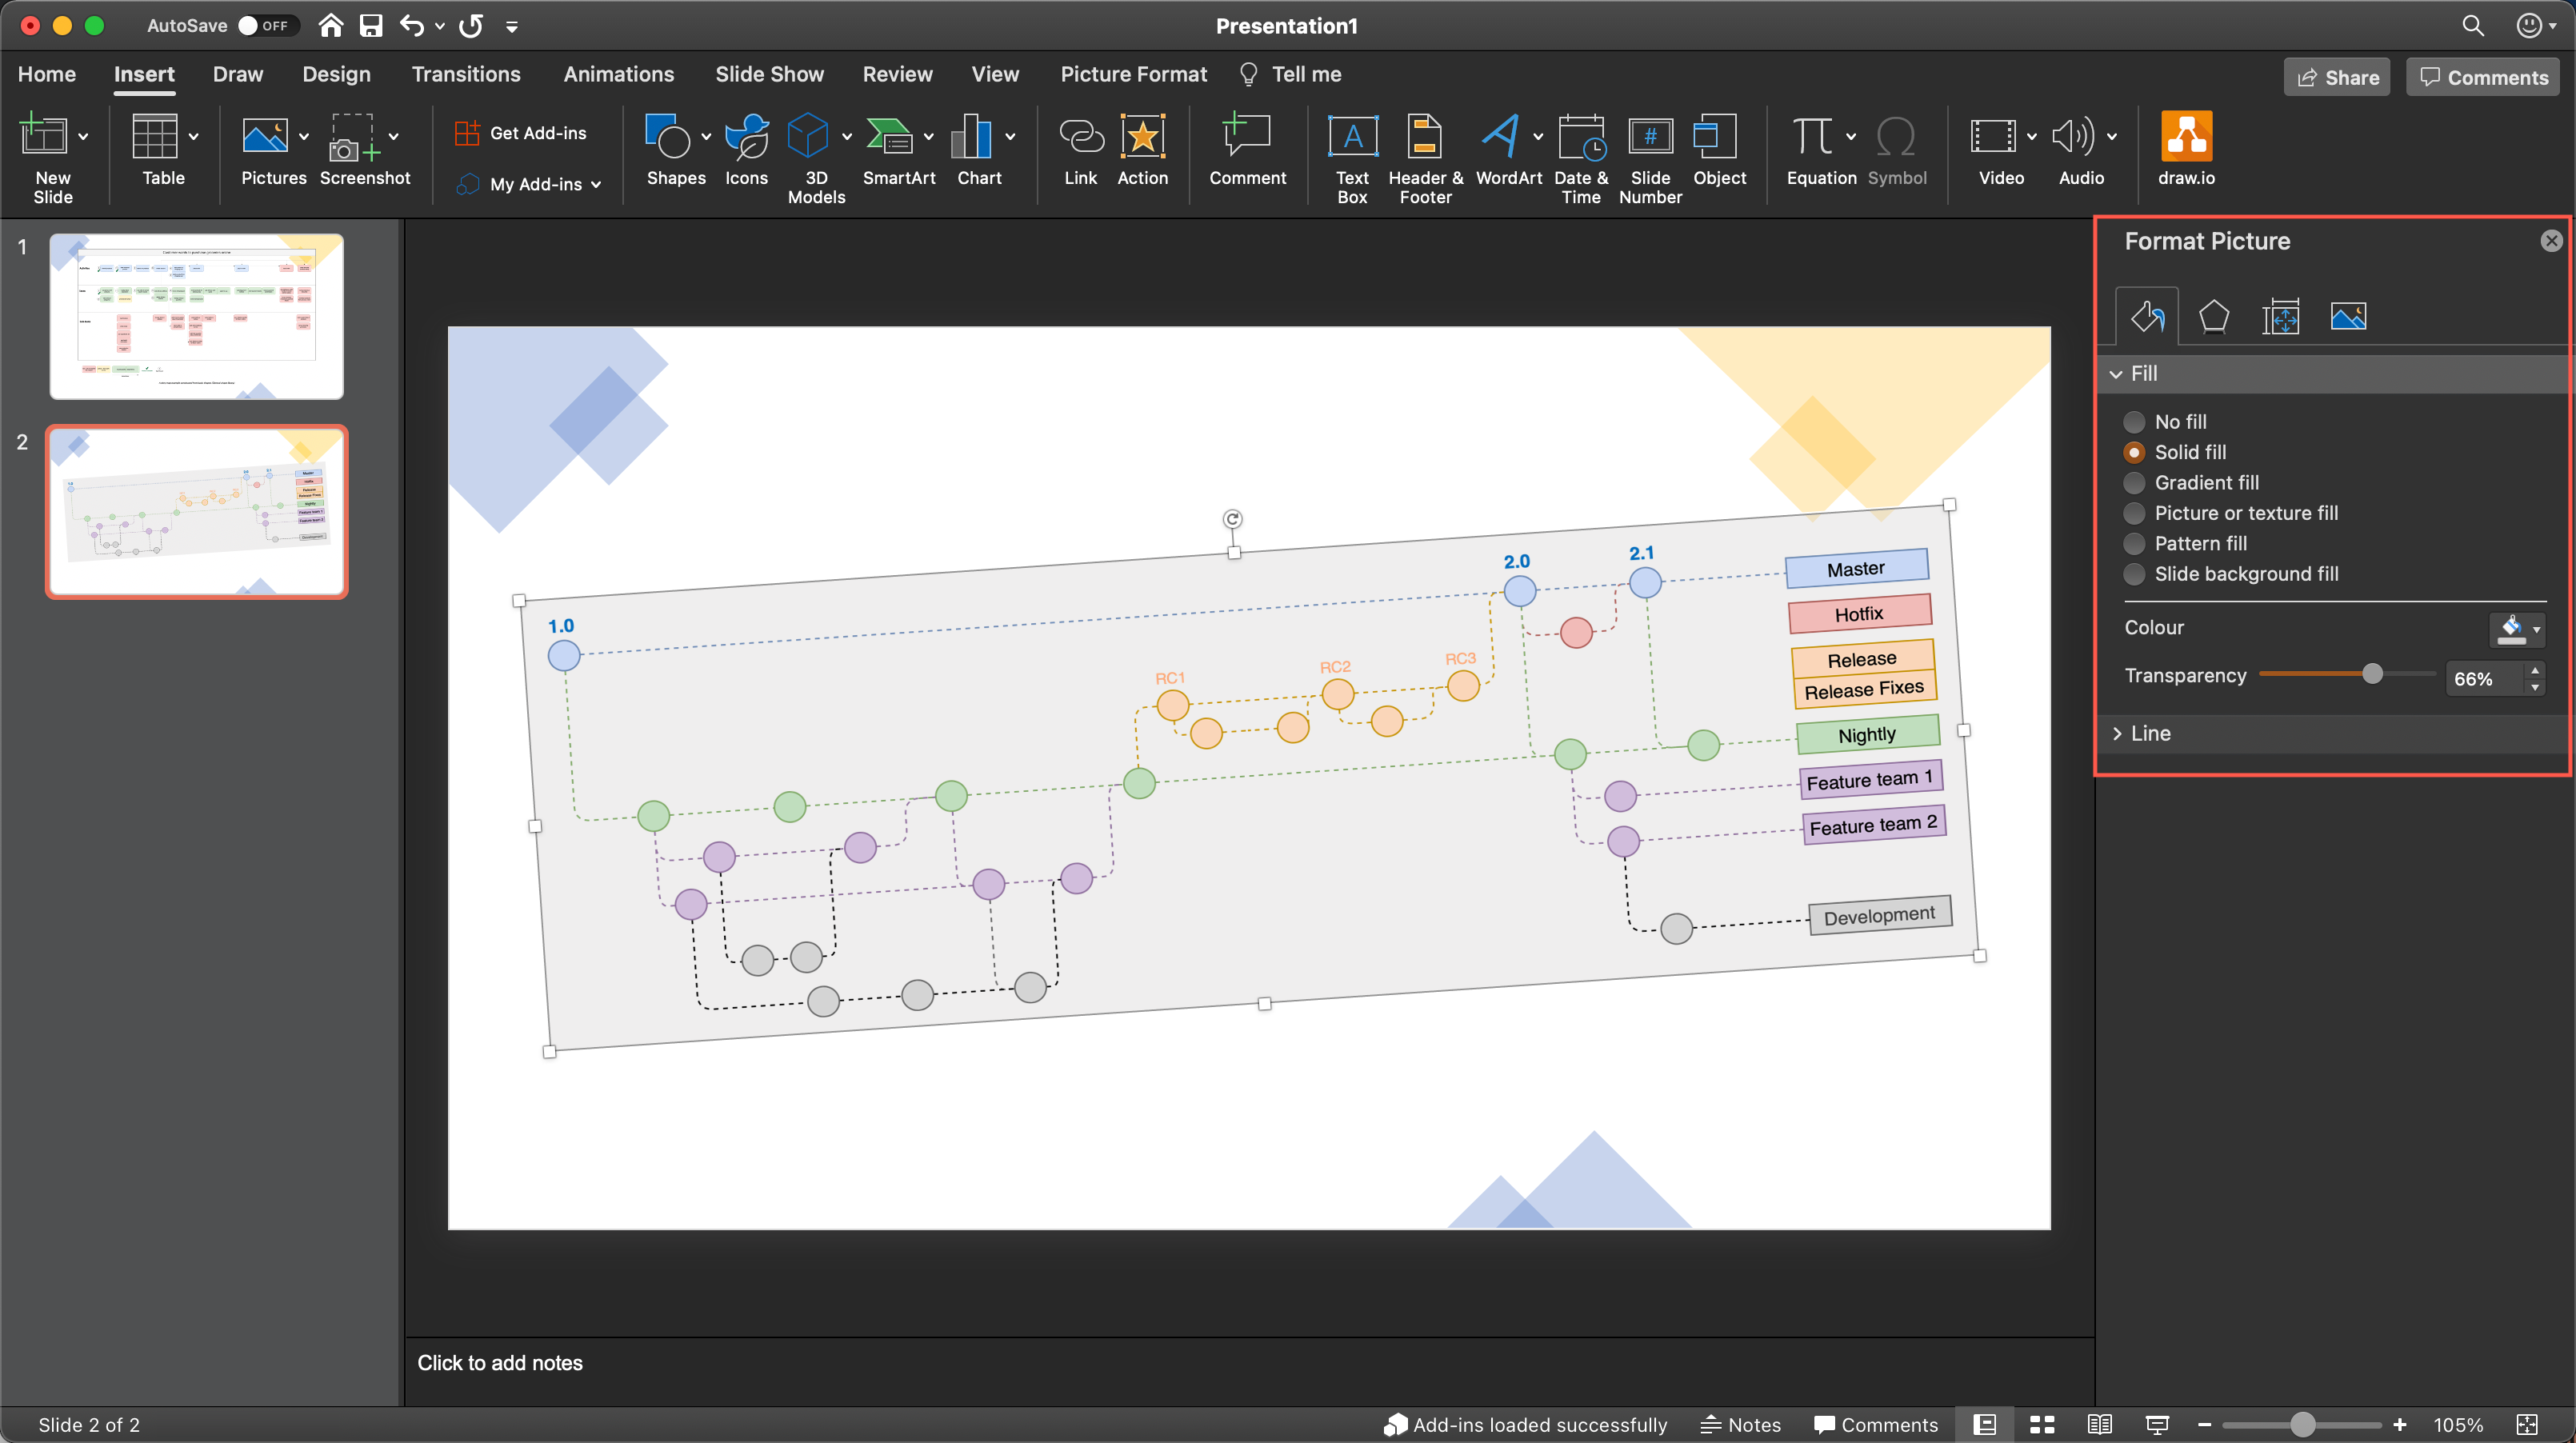 AutoSave OFF Presentation1
Home Insert Draw Design Transitions Animations Slide Show Review View Picture Format Tell me Share Comments
New Slide
Table
Pictures
Screenshot
Get Add-ins
My Add-ins
Shapes
Icons
3D Models
SmartArt
Chart
Link
Action
Comment
A
Text Box
Header & Footer
WordArt
Date & Time
#
Slide Number
Object
Equation
Symbol
Video
Audio
draw.io
1
2
1.0
2.0
2.1
RC1
RC2
RC3
Master
Hotfix
Release
Release Fixes
Nightly
Feature team 1
Feature team 2
Development
Format Picture
Fill
No fill
Solid fill
Gradient fill
Picture or texture fill
Pattern fill
Slide background fill
Colour
Transparency 66%
Line
Click to add notes
Slide 2 of 2 Add-ins loaded successfully Notes Comments 105%